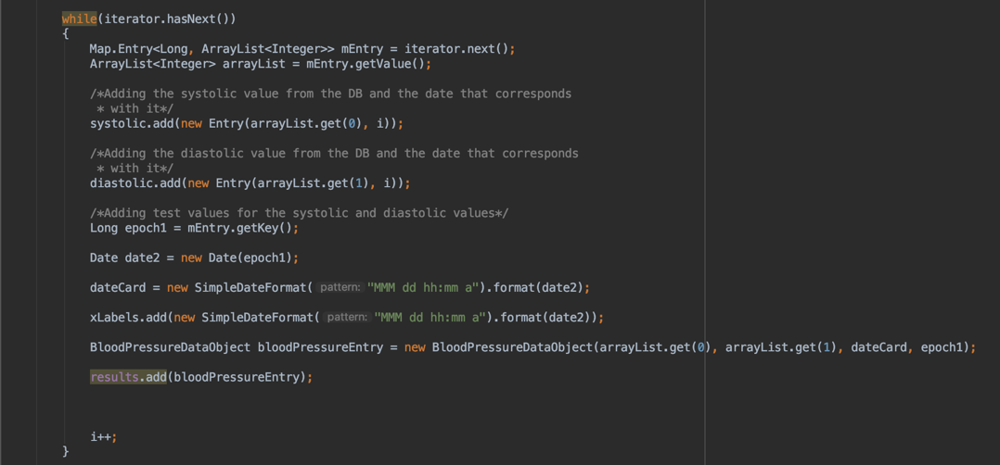 while(iterator.hasNext())
{
Map.Entry<Long, ArrayList<Integer>> mEntry = iterator.next();
ArrayList<Integer> arrayList = mEntry.getValue();
/*Adding the systolic value from the DB and the date that corresponds
* with it*/
systolic.add(new Entry(arrayList.get(0), i));
/*Adding the diastolic value from the DB and the date that corresponds
* with it*/
diastolic.add(new Entry(arrayList.get(1), i));
/*Adding test values for the systolic and diastolic values*/
Long epoch1 = mEntry.getKey();
Date date2 = new Date(epoch1);
dateCard = new SimpleDateFormat( pattern: "MMM dd hh:mm a").format(date2);
xLabels.add(new SimpleDateFormat( pattern: "MMM dd hh:mm a").format(date2));
BloodPressureDataObject bloodPressureEntry = new BloodPressureDataObject(arrayList.get(0), arrayList.get(1), dateCard, epoch1);
results.add(bloodPressureEntry);
i++;
}